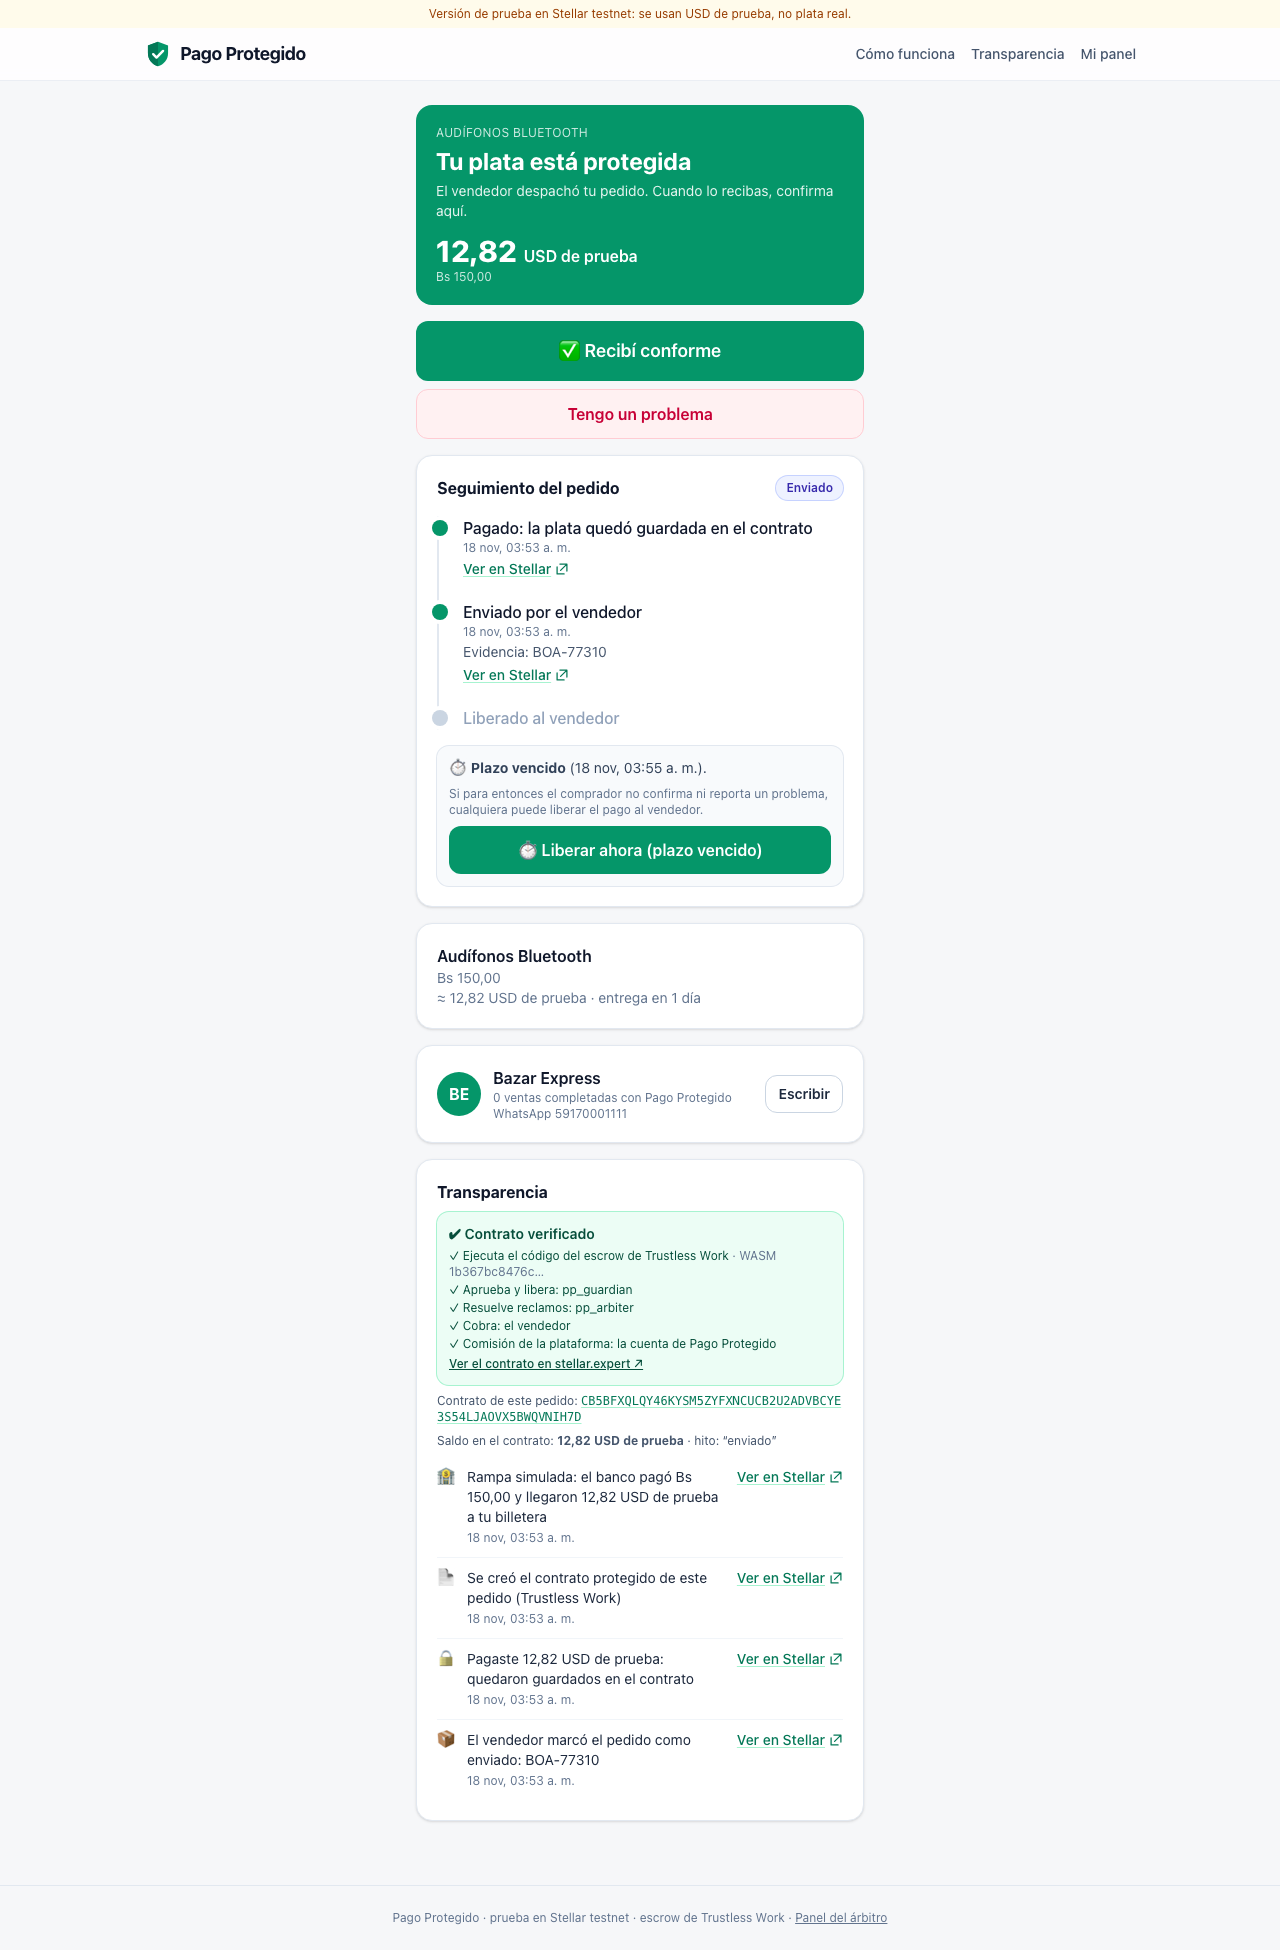 Versión de prueba en Stellar testnet: se usan USD de prueba, no plata real.
Pago Protegido
Cómo funciona Transparencia Mi panel
AUDÍFONOS BLUETOOTH
Tu plata está protegida
El vendedor despachó tu pedido. Cuando lo recibas, confirma
aquí.
12,82 USD de prueba
Bs 150,00
✅ Recibí conforme
Tengo un problema
Seguimiento del pedido
Enviado
Pagado: la plata quedó guardada en el contrato
18 nov, 03:53 a. m.
Ver en Stellar
Enviado por el vendedor
18 nov, 03:53 a. m.
Evidencia: BOA-77310
Ver en Stellar
Liberado al vendedor
⏱ Plazo vencido (18 nov, 03:55 a. m.).
Si para entonces el comprador no confirma ni reporta un problema,
cualquiera puede liberar el pago al vendedor.
⏱ Liberar ahora (plazo vencido)
Audífonos Bluetooth
Bs 150,00
≈ 12,82 USD de prueba · entrega en 1 día
BE
Bazar Express
0 ventas completadas con Pago Protegido
WhatsApp 59170001111
Escribir
Transparencia
✔ Contrato verificado
✓ Ejecuta el código del escrow de Trustless Work · WASM
1b367bc8476c…
✓ Aprueba y libera: pp_guardian
✓ Resuelve reclamos: pp_arbiter
✓ Cobra: el vendedor
✓ Comisión de la plataforma: la cuenta de Pago Protegido
Ver el contrato en stellar.expert ↗
Contrato de este pedido: CB5BFXQLQY46KYSM5ZYFXNCUCB2U2ADVBCYE
3S54LJAOVX5BWQVNIH7D
Saldo en el contrato: 12,82 USD de prueba · hito: “enviado”
Rampa simulada: el banco pagó Bs
150,00 y llegaron 12,82 USD de prueba
a tu billetera
18 nov, 03:53 a. m.
Ver en Stellar
Se creó el contrato protegido de este
pedido (Trustless Work)
18 nov, 03:53 a. m.
Ver en Stellar
Pagaste 12,82 USD de prueba:
quedaron guardados en el contrato
18 nov, 03:53 a. m.
Ver en Stellar
El vendedor marcó el pedido como
enviado: BOA-77310
18 nov, 03:53 a. m.
Ver en Stellar
Pago Protegido · prueba en Stellar testnet · escrow de Trustless Work · Panel del árbitro